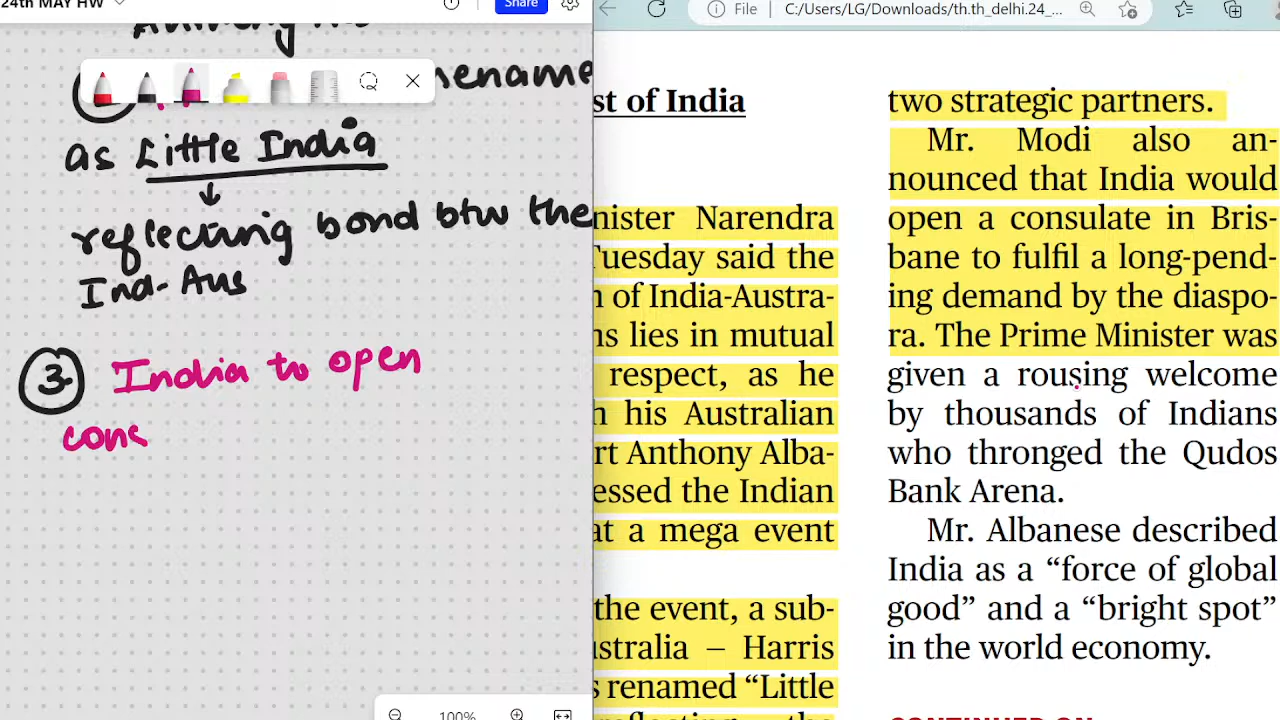 24th MAY HW
Share
as Little India
reflecting bond btw the
Ind-Aus
3 India to open
cons
100%
File C:/Users/LG/Downloads/th.th_delhi.24_...
st of India
nister Narendra
Tuesday said the
n of India-Austra-
ns lies in mutual
respect, as he
n his Australian
rt Anthony Alba-
essed the Indian
at a mega event
the event, a sub-
ustralia – Harris
s renamed “Little
two strategic partners.
Mr. Modi also an-
nounced that India would
open a consulate in Bris-
bane to fulfil a long-pend-
ing demand by the diaspo-
ra. The Prime Minister was
given a rousing welcome
by thousands of Indians
who thronged the Qudos
Bank Arena.
Mr. Albanese described
India as a “force of global
good” and a “bright spot”
in the world economy.